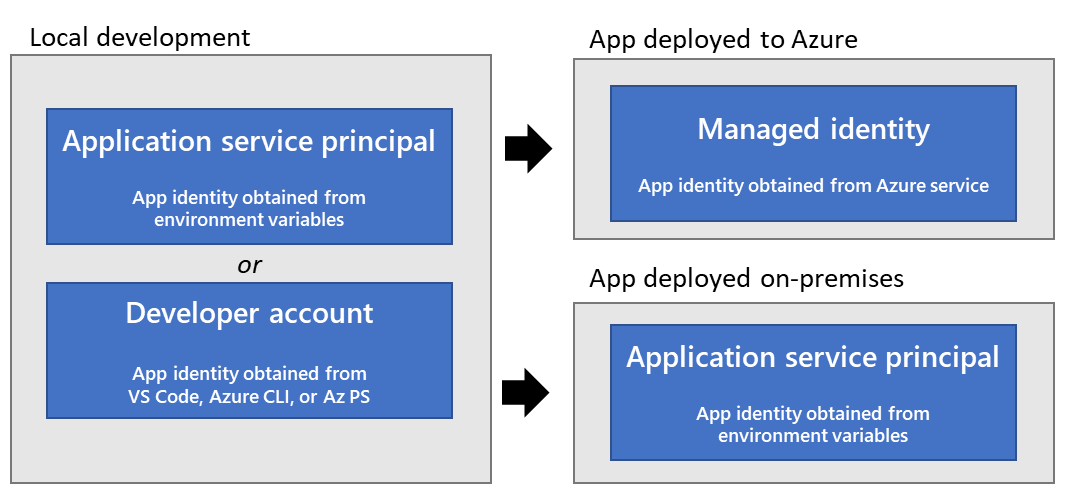 Local development
Application service principal
App identity obtained from
environment variables
or
Developer account
App identity obtained from
VS Code, Azure CLI, or Az PS
App deployed to Azure
Managed identity
App identity obtained from Azure service
App deployed on-premises
Application service principal
App identity obtained from
environment variables